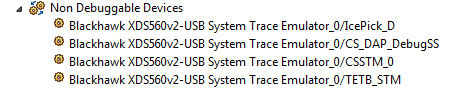 Non Debuggable Devices
Blackhawk XDS560v2-USB System Trace Emulator_0/IcePick_D
Blackhawk XDS560v2-USB System Trace Emulator_0/CS_DAP_DebugSS
Blackhawk XDS560v2-USB System Trace Emulator_0/CSSTM_0
Blackhawk XDS560v2-USB System Trace Emulator_0/TETB_STM